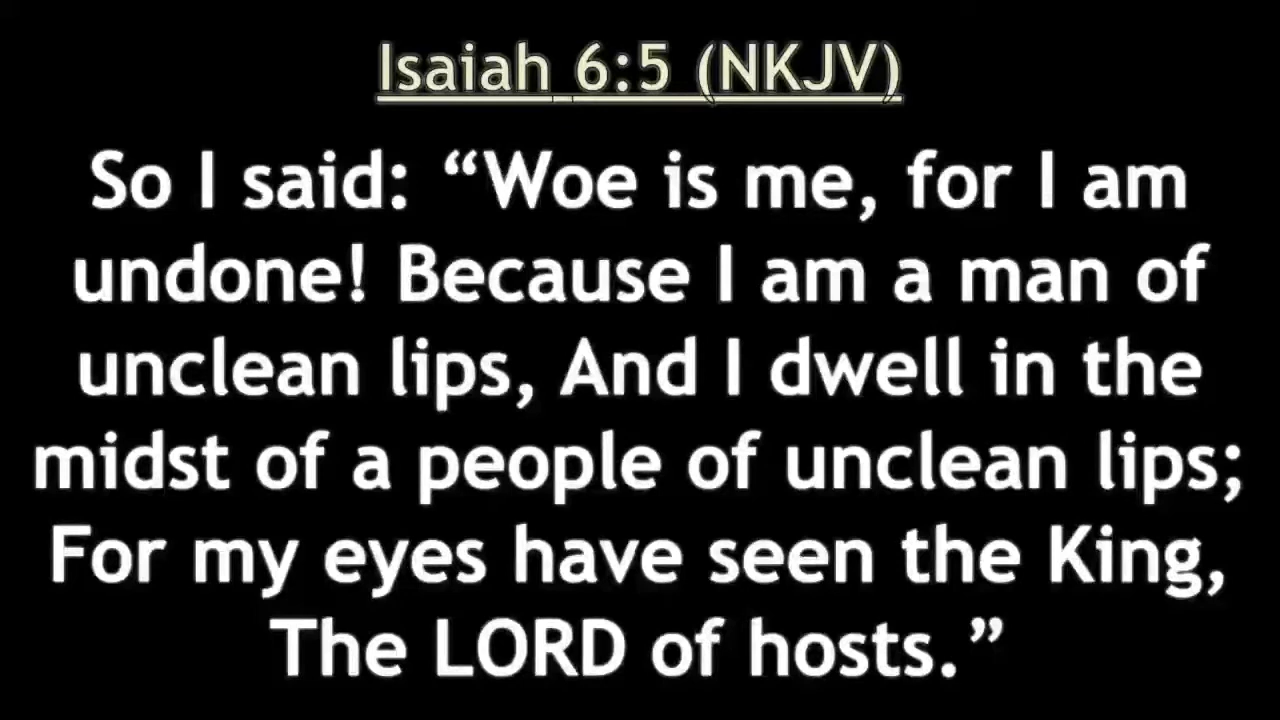 Isaiah 6:5 (NKJV)
So I said: “Woe is me, for I am
undone! Because I am a man of
unclean lips, And I dwell in the
midst of a people of unclean lips;
For my eyes have seen the King,
The LORD of hosts.”